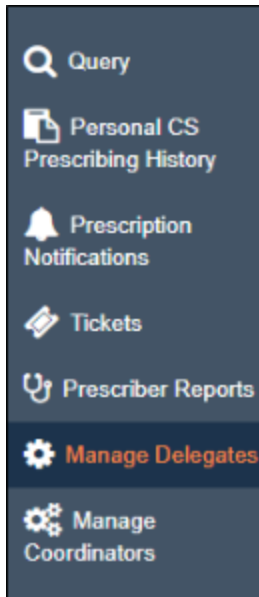 Query
Personal CS
Prescribing History
Prescription
Notifications
Tickets
Prescriber Reports
Manage Delegates
Manage
Coordinators